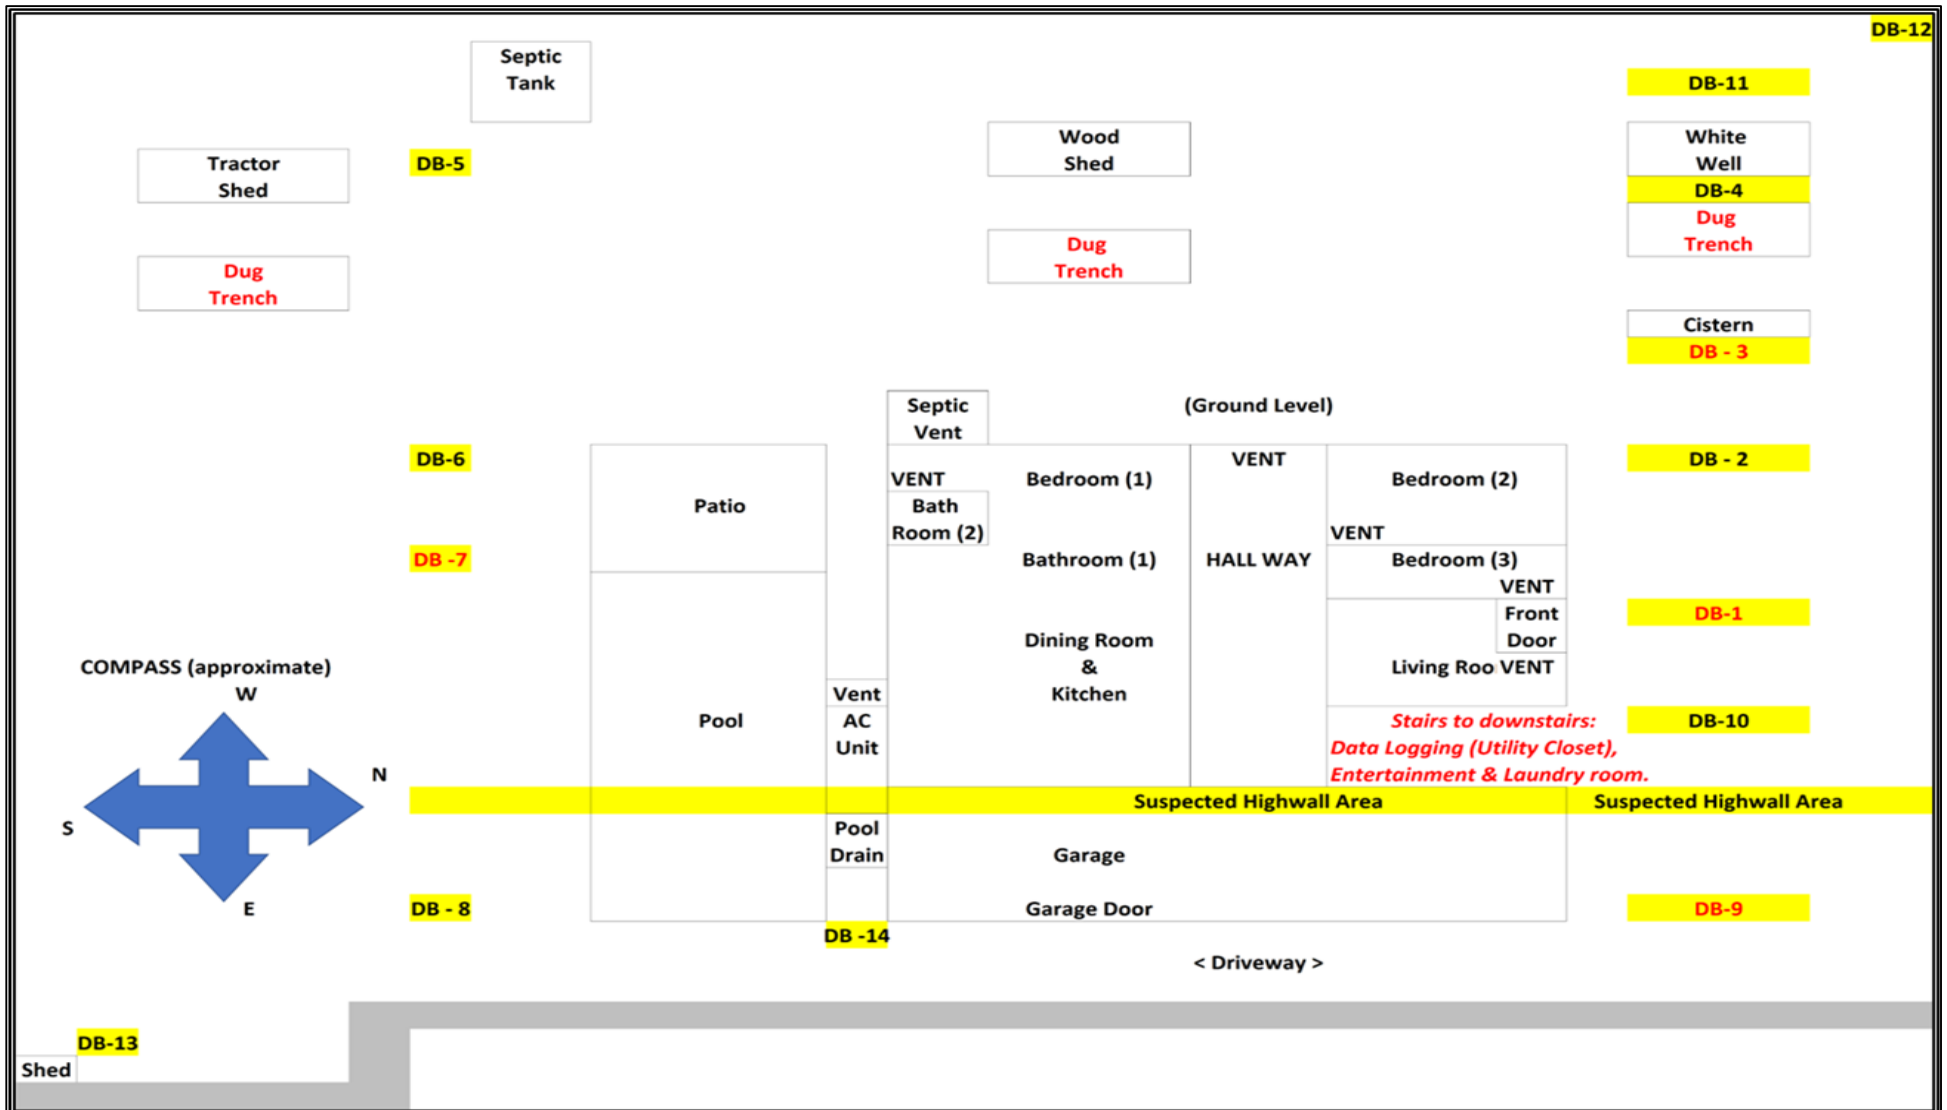 DB-12
Septic
Tank
DB-11
Wood
Shed
White
Well
Tractor
Shed
DB-5
DB-4
Dug
Trench
Dug
Trench
Dug
Trench
Cistern
DB - 3
Septic
Vent
(Ground Level)
DB-6
VENT
DB - 2
VENT
Bedroom (1)
Bedroom (2)
Patio
Bath
Room (2)
VENT
DB -7
Bathroom (1)
HALL WAY
Bedroom (3)
VENT
Front
Door
DB-1
Dining Room
&
Kitchen
COMPASS (approximate)
W
Living Roo
VENT
Vent
Pool
AC
Unit
Stairs to downstairs:
Data Logging (Utility Closet),
Entertainment & Laundry room.
DB-10
N
Suspected Highwall Area
Suspected Highwall Area
S
Pool
Drain
Garage
E
DB - 8
Garage Door
DB-9
DB -14
< Driveway >
DB-13
Shed